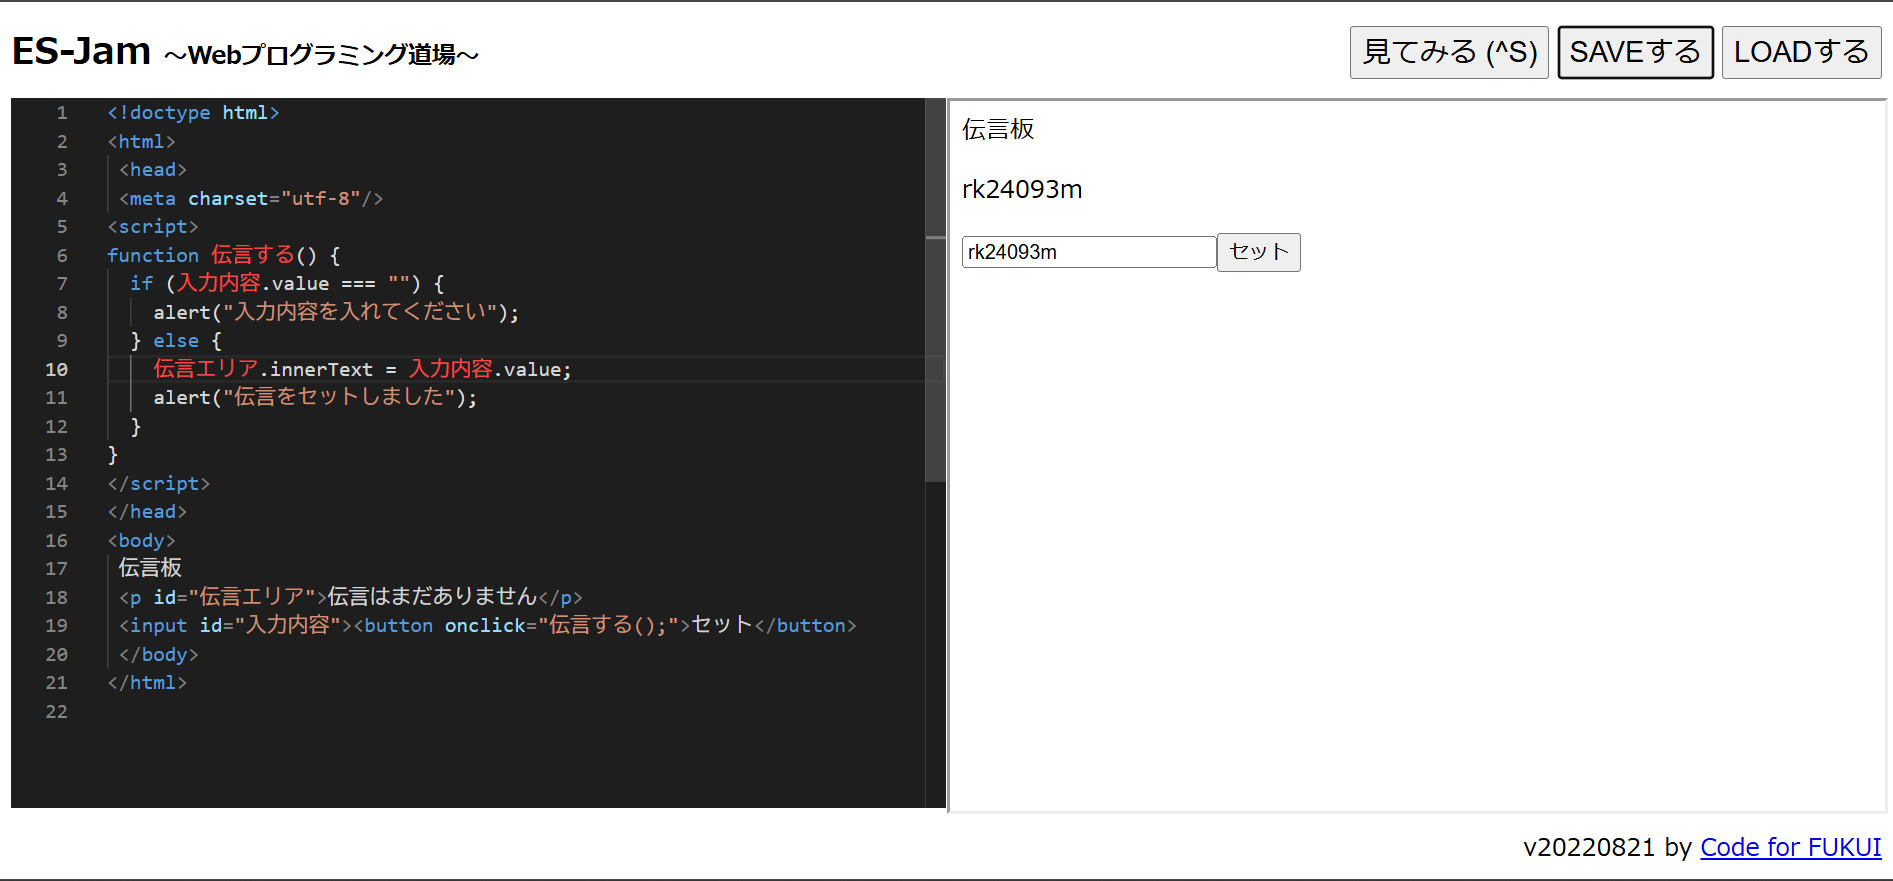 ES-Jam ～Webプログラミング道場～
見てみる (^S) SAVEする LOADする
1 <!doctype html>
2 <html>
3 <head>
4 <meta charset="utf-8"/>
5 <script>
6 function 伝言する() {
7 if (入力内容.value === "") {
8 alert("入力内容を入れてください");
9 } else {
10 伝言エリア.innerText = 入力内容.value;
11 alert("伝言をセットしました");
12 }
13 }
14 </script>
15 </head>
16 <body>
17 伝言板
18 <p id="伝言エリア">伝言はまだありません</p>
19 <input id="入力内容"><button onclick="伝言する();">セット</button>
20 </body>
21 </html>
22
伝言板
rk24093m
rk24093m セット
v20220821 by Code for FUKUI